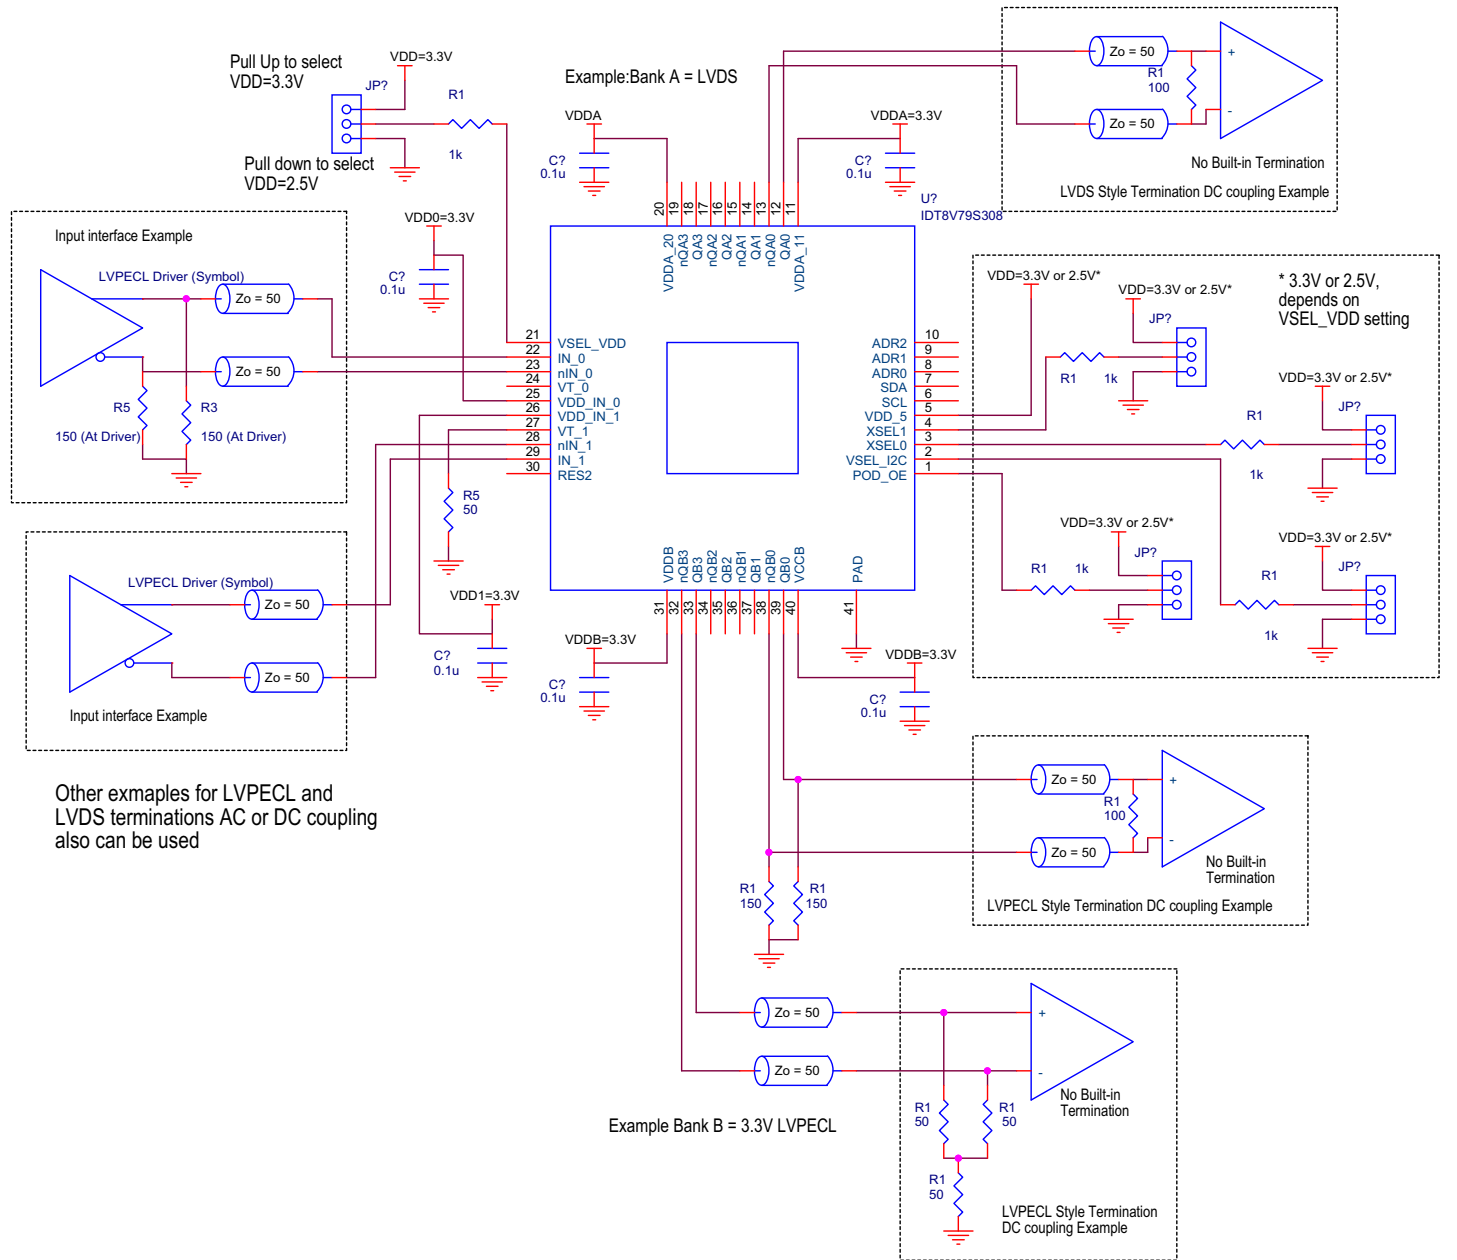 Pull Up to select
VDD=3.3V
VDD=3.3V
JP?
R1
1k
Pull down to select
VDD=2.5V
Example:Bank A = LVDS
VDDA
C?
0.1u
VDDA=3.3V
C?
0.1u
Zo = 50
R1
100
Zo = 50
+
-
No Built-in Termination
LVDS Style Termination DC coupling Example
U?
IDT8V79S308
20
19
18
17
16
15
14
13
12
11
VDDA_20
nQA3
QA3
nQA2
QA2
nQA1
QA1
nQA0
QA0
VDDA_11
VDD0=3.3V
C?
0.1u
Input interface Example
LVPECL Driver (Symbol)
Zo = 50
Zo = 50
R5
150 (At Driver)
R3
150 (At Driver)
21
22
23
24
25
26
27
28
29
30
VSEL_VDD
IN_0
nIN_0
VT_0
VDD_IN_0
VDD_IN_1
VT_1
nIN_1
IN_1
RES2
ADR2
ADR1
ADR0
SDA
SCL
VDD_5
XSEL1
XSEL0
VSEL_I2C
POD_OE
10
9
8
7
6
5
4
3
2
1
VDD=3.3V or 2.5V*
VDD=3.3V or 2.5V*
* 3.3V or 2.5V,
depends on
VSEL_VDD setting
JP?
R1
1k
VDD=3.3V or 2.5V*
JP?
R1
1k
VDD=3.3V or 2.5V*
JP?
R1
1k
VDD=3.3V or 2.5V*
JP?
R1
1k
R5
50
LVPECL Driver (Symbol)
Zo = 50
Zo = 50
Input interface Example
VDD1=3.3V
C?
0.1u
VDDB
nQB3
QB3
nQB2
QB2
nQB1
QB1
nQB0
QB0
VCCB
PAD
31
32
33
34
35
36
37
38
39
40
41
VDDB=3.3V
C?
0.1u
VDDB=3.3V
C?
0.1u
Other exmaples for LVPECL and
LVDS terminations AC or DC coupling
also can be used
Zo = 50
R1
100
Zo = 50
+
-
No Built-in
Termination
LVPECL Style Termination DC coupling Example
R1
150
R1
150
Zo = 50
Zo = 50
+
-
No Built-in
Termination
R1
50
R1
50
R1
50
LVPECL Style Termination
DC coupling Example
Example Bank B = 3.3V LVPECL